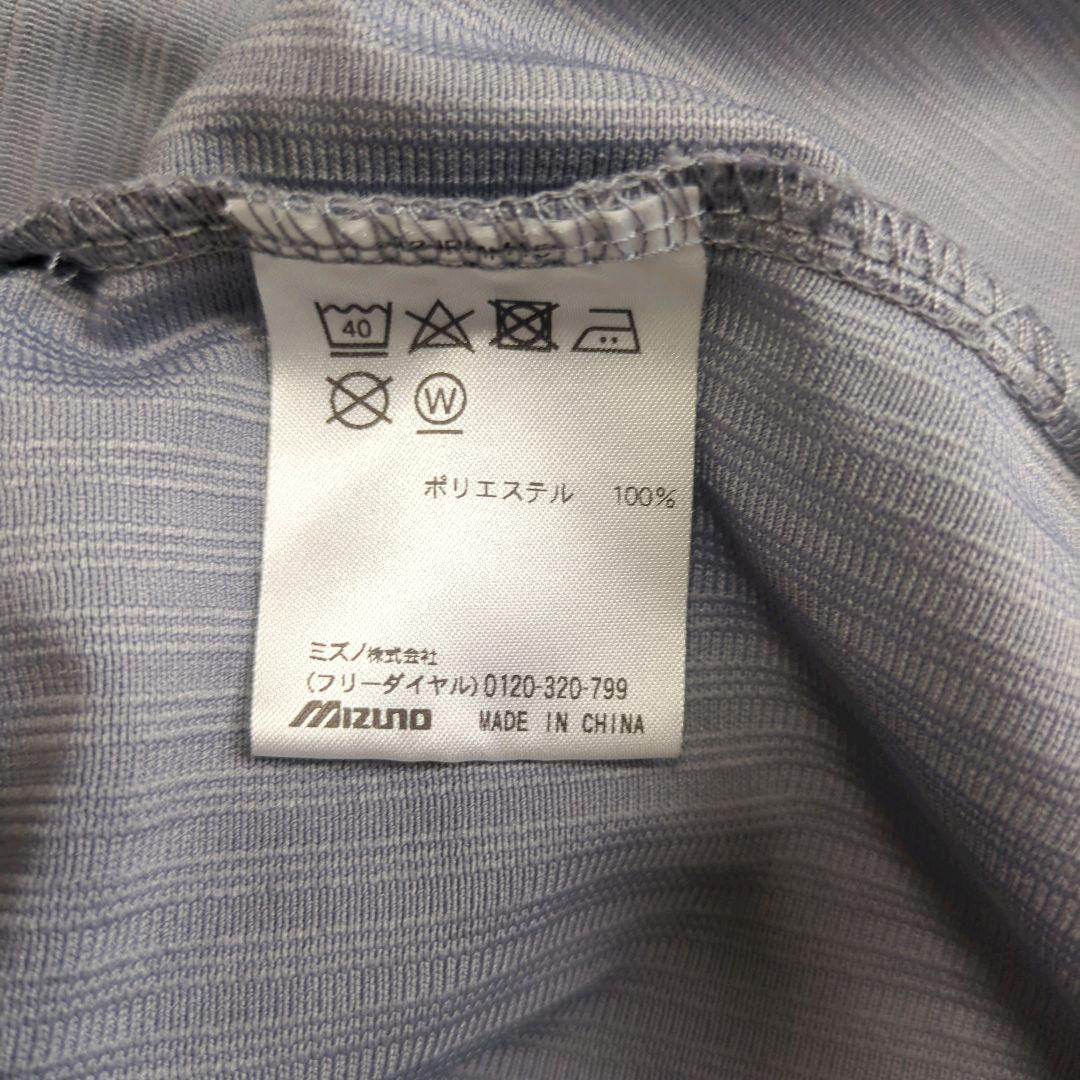 40
W
ポリエステル 100%
ミズノ株式会社
(フリーダイヤル)0120-320-799
MIZUNO MADE IN CHINA